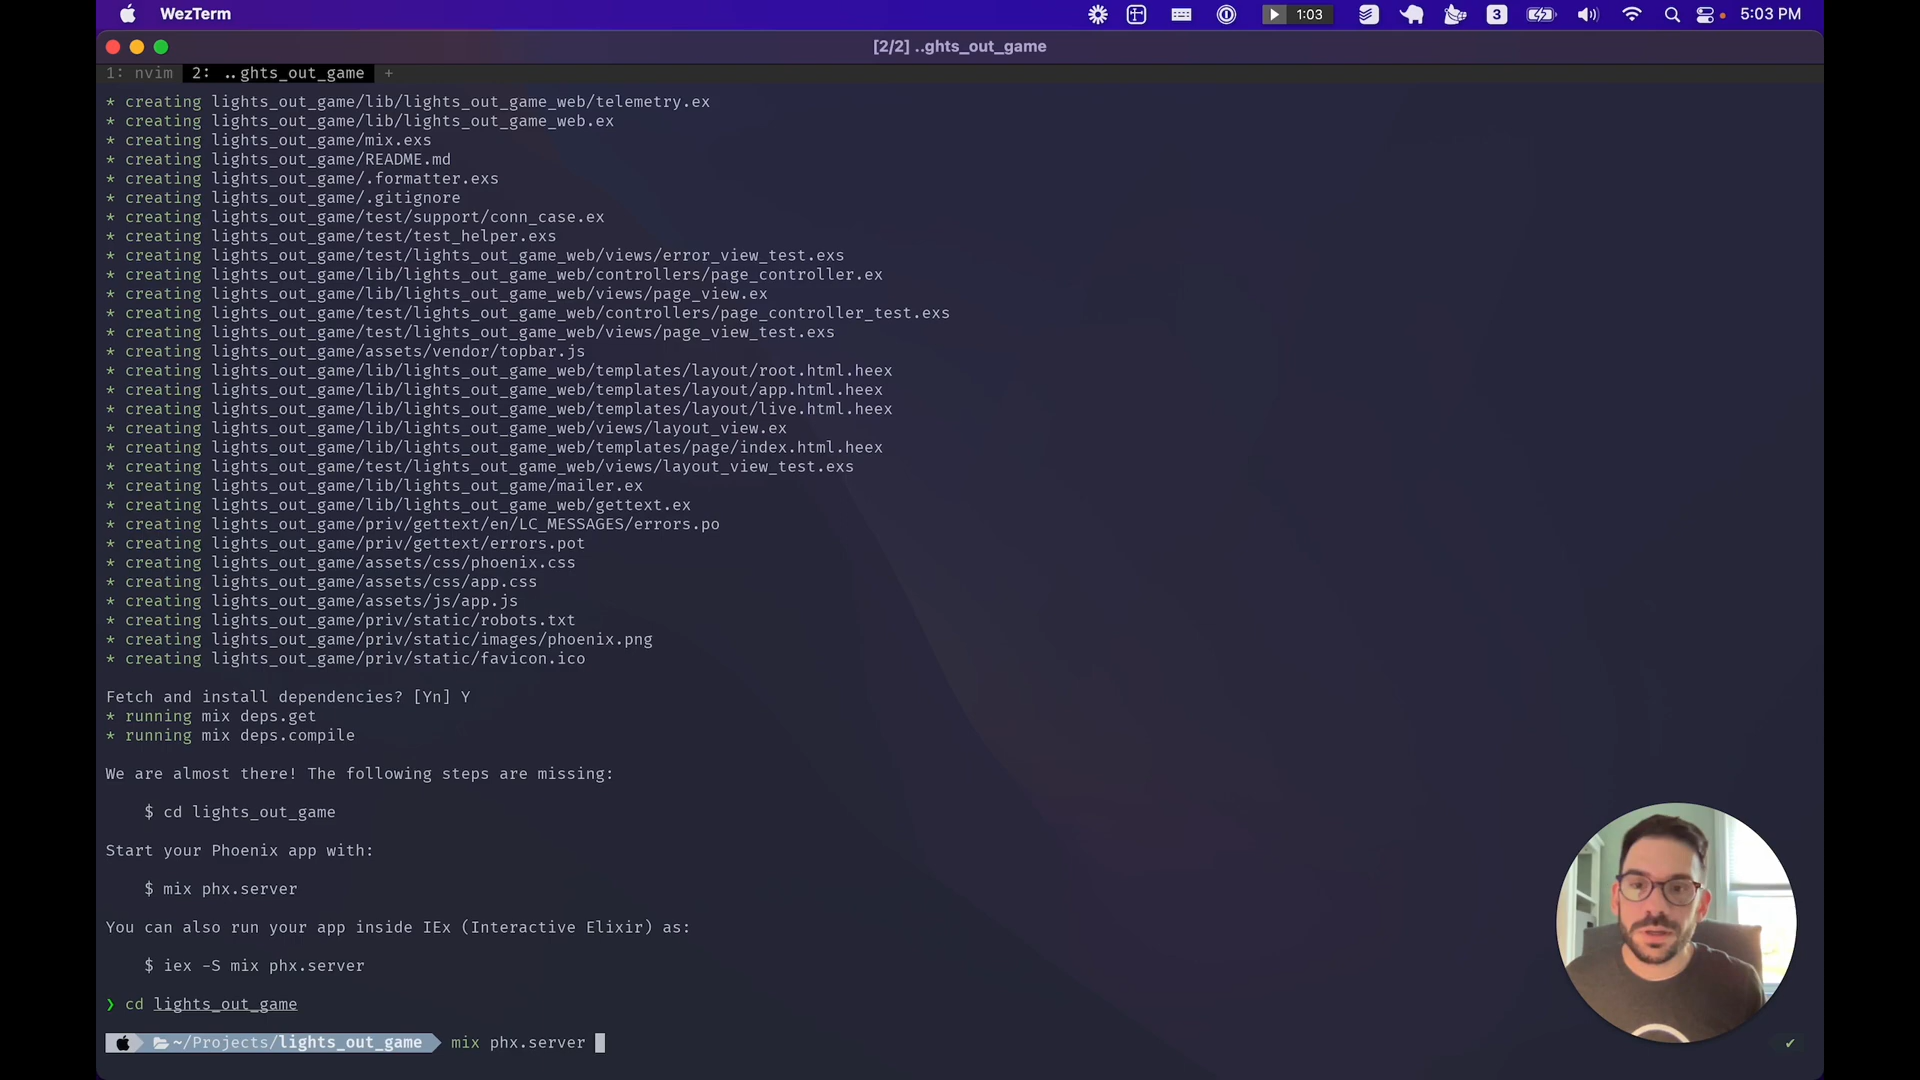 WezTerm
1:03
3
5:03 PM
[2/2] ..ghts_out_game
1: nvim 2: ..ghts_out_game +
* creating lights_out_game/lib/lights_out_game_web/telemetry.ex
* creating lights_out_game/lib/lights_out_game_web.ex
* creating lights_out_game/mix.exs
* creating lights_out_game/README.md
* creating lights_out_game/.formatter.exs
* creating lights_out_game/.gitignore
* creating lights_out_game/test/support/conn_case.ex
* creating lights_out_game/test/test_helper.exs
* creating lights_out_game/test/lights_out_game_web/views/error_view_test.exs
* creating lights_out_game/lib/lights_out_game_web/controllers/page_controller.ex
* creating lights_out_game/lib/lights_out_game_web/views/page_view.ex
* creating lights_out_game/test/lights_out_game_web/controllers/page_controller_test.exs
* creating lights_out_game/test/lights_out_game_web/views/page_view_test.exs
* creating lights_out_game/assets/vendor/topbar.js
* creating lights_out_game/lib/lights_out_game_web/templates/layout/root.html.heex
* creating lights_out_game/lib/lights_out_game_web/templates/layout/app.html.heex
* creating lights_out_game/lib/lights_out_game_web/templates/layout/live.html.heex
* creating lights_out_game/lib/lights_out_game_web/views/layout_view.ex
* creating lights_out_game/lib/lights_out_game_web/templates/page/index.html.heex
* creating lights_out_game/test/lights_out_game_web/views/layout_view_test.exs
* creating lights_out_game/lib/lights_out_game/mailer.ex
* creating lights_out_game/lib/lights_out_game_web/gettext.ex
* creating lights_out_game/priv/gettext/en/LC_MESSAGES/errors.po
* creating lights_out_game/priv/gettext/errors.pot
* creating lights_out_game/assets/css/phoenix.css
* creating lights_out_game/assets/css/app.css
* creating lights_out_game/assets/js/app.js
* creating lights_out_game/priv/static/robots.txt
* creating lights_out_game/priv/static/images/phoenix.png
* creating lights_out_game/priv/static/favicon.ico
Fetch and install dependencies? [Yn] Y
* running mix deps.get
* running mix deps.compile
We are almost there! The following steps are missing:
$ cd lights_out_game
Start your Phoenix app with:
$ mix phx.server
You can also run your app inside IEx (Interactive Elixir) as:
$ iex -S mix phx.server
❯ cd lights_out_game
~/Projects/lights_out_game mix phx.server ✔